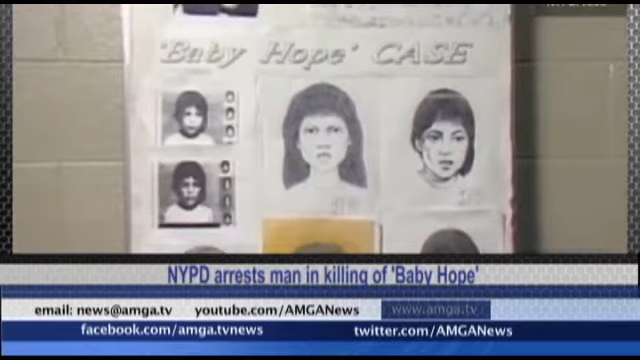 'Baby Hope' CASE
NYPD arrests man in killing of 'Baby Hope'
email: news@amga.tv youtube.com/AMGANews www.amga.tv
facebook.com/amga.tvnews twitter.com/AMGANews